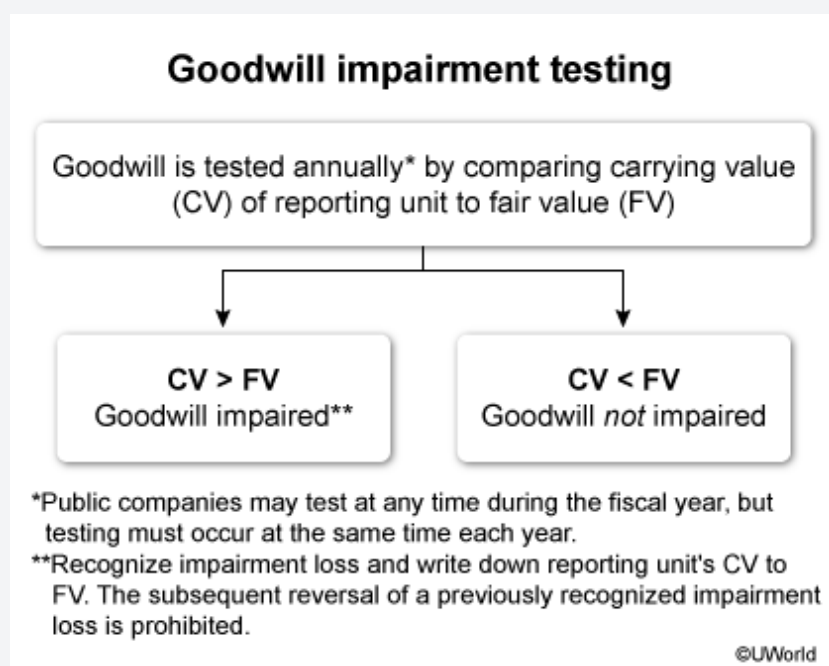 Goodwill impairment testing
Goodwill is tested annually* by comparing carrying value
(CV) of reporting unit to fair value (FV)
CV > FV
Goodwill impaired**
CV < FV
Goodwill not impaired
*Public companies may test at any time during the fiscal year, but
testing must occur at the same time each year.
**Recognize impairment loss and write down reporting unit's CV to
FV. The subsequent reversal of a previously recognized impairment
loss is prohibited.
©UWorld